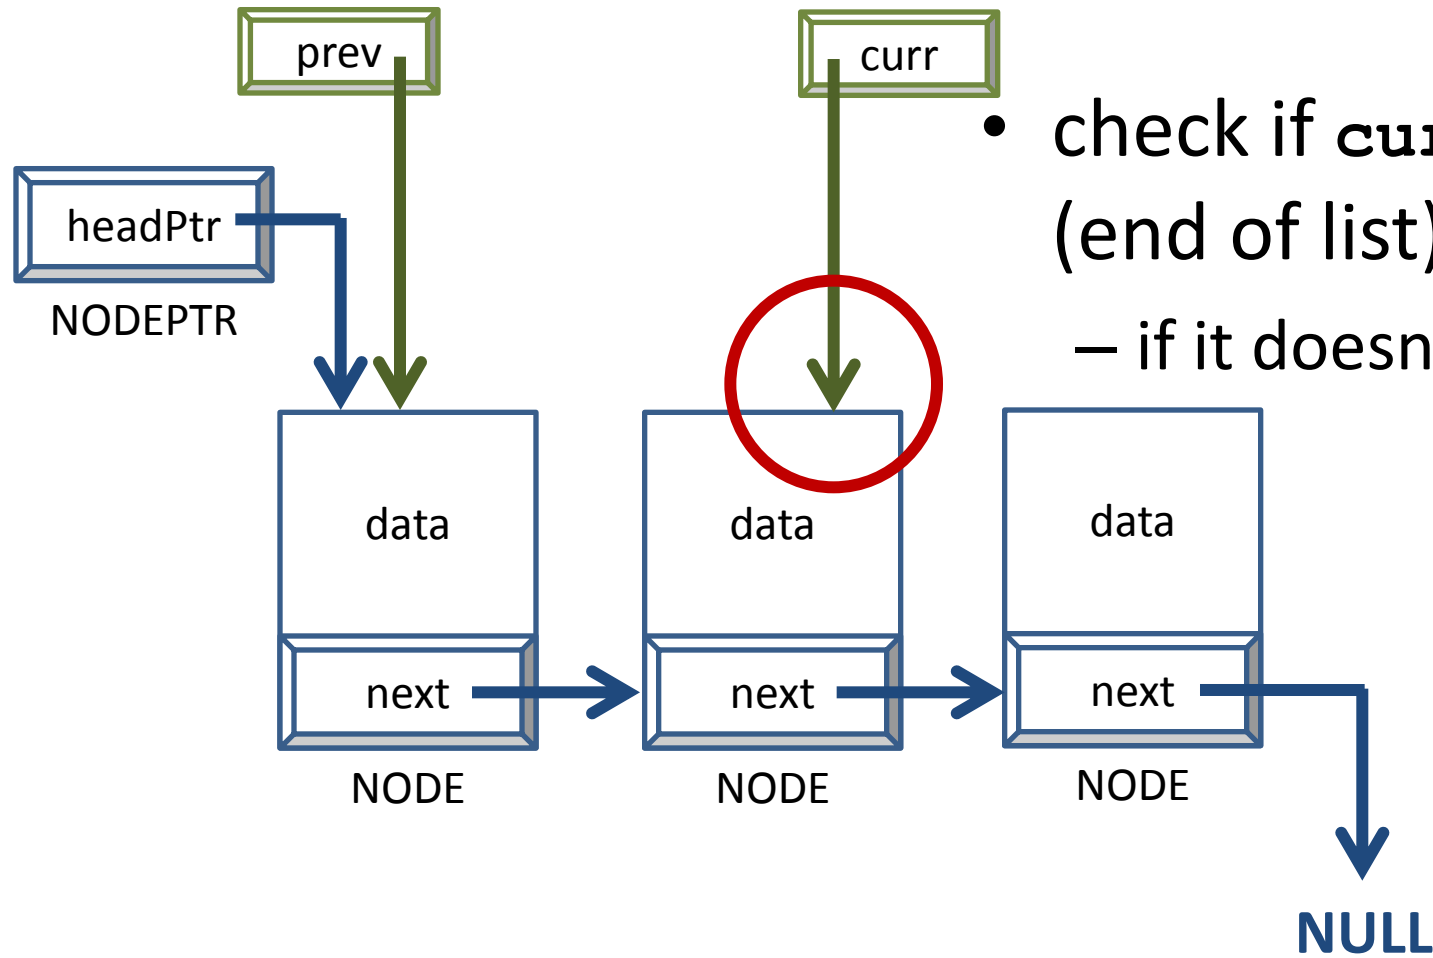 prev
curr
• check if
(end of list)
headPtr
– if it doesn
NODEPTR
data
data
data
next
next
next
NODE
NODE
NODE
NULL